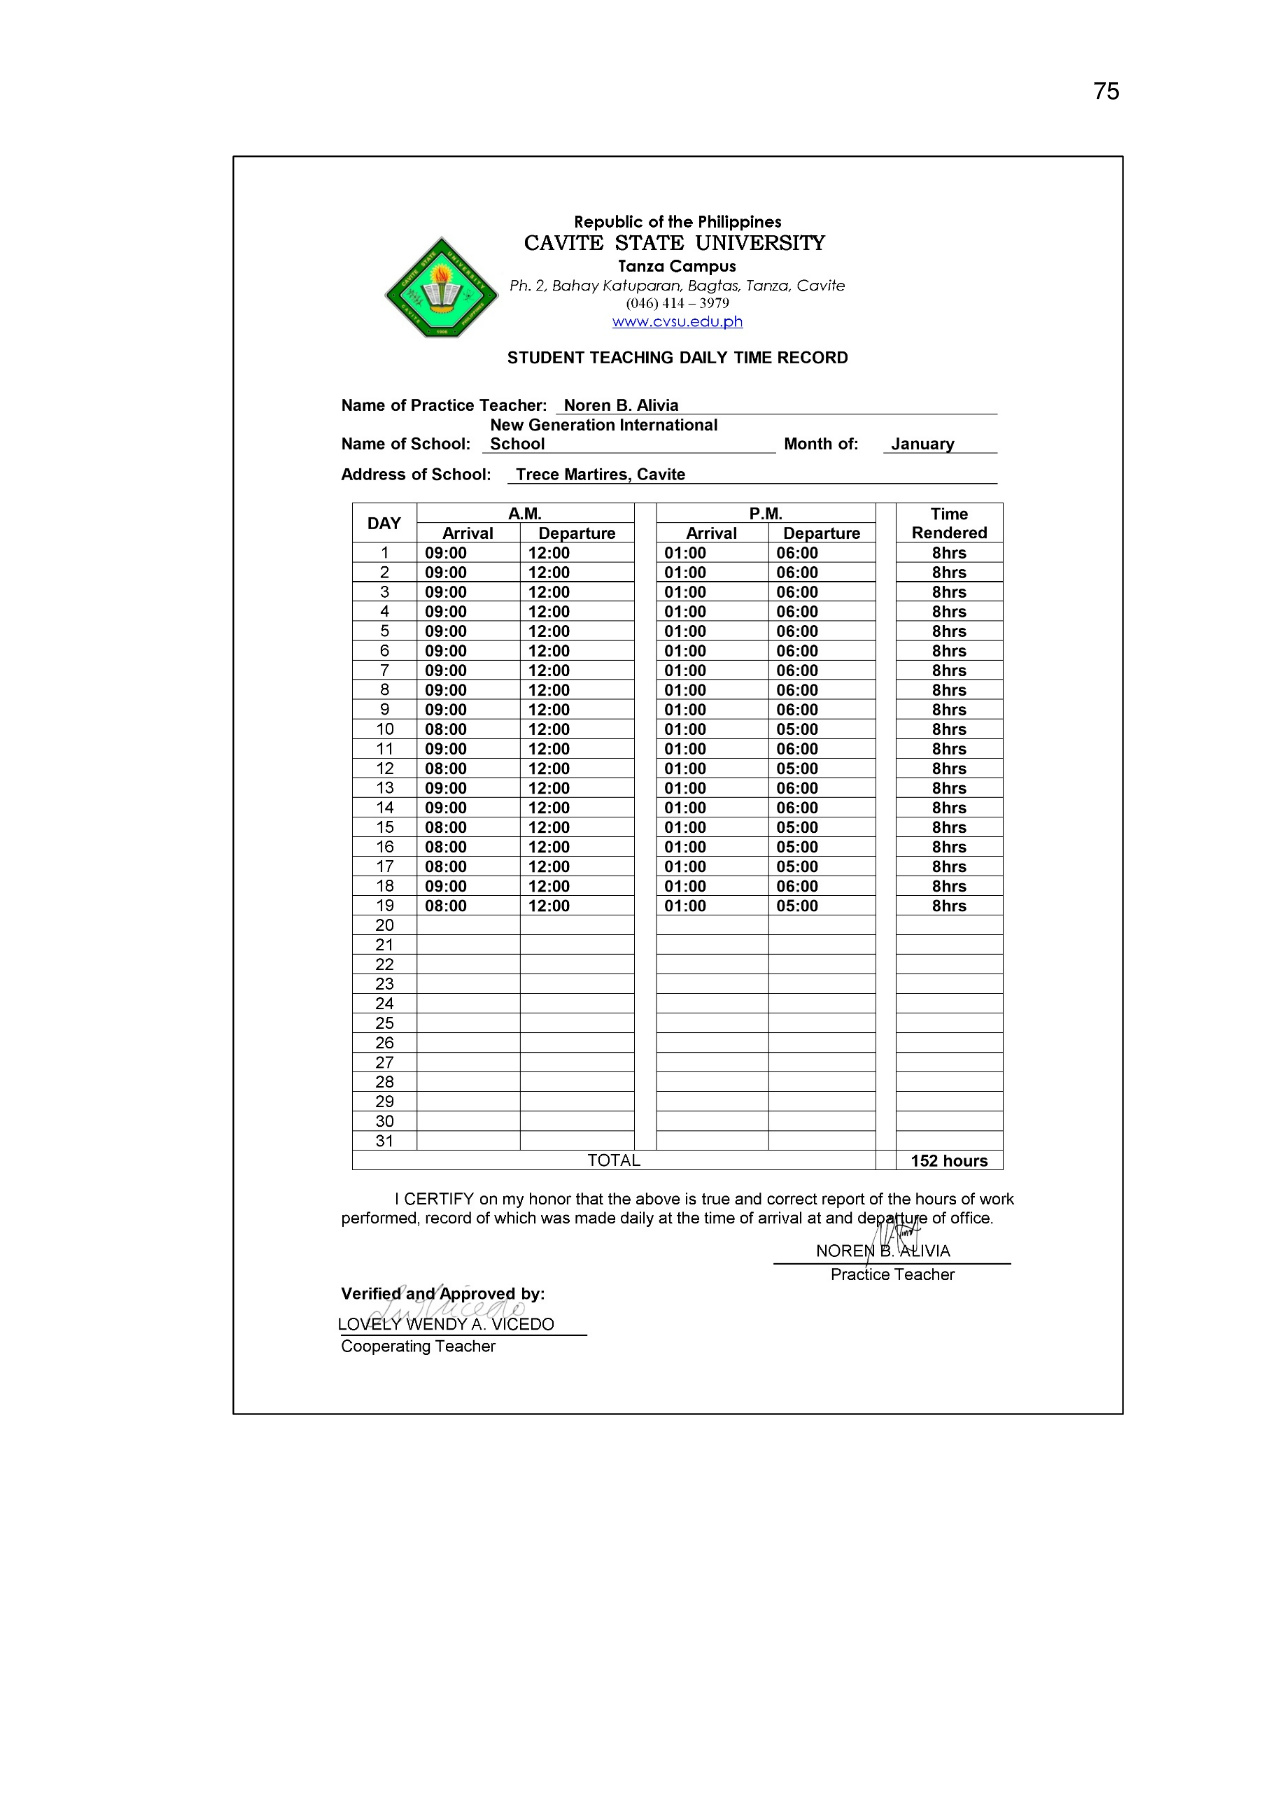 75
Republic of the Philippines
CAVITE STATE UNIVERSITY
Tanza Campus
Ph. 2, Bahay Katuparan, Bagtas, Tanza, Cavite
(046) 414 – 3979
www.cvsu.edu.ph
STUDENT TEACHING DAILY TIME RECORD
Name of Practice Teacher: Noren B. Alivia
New Generation International
Name of School: School Month of: January
Address of School: Trece Martires, Cavite
A.M. P.M. Time
DAY
Arrival Departure Arrival Departure Rendered
1 09:00 12:00 01:00 06:00 8hrs
2 09:00 12:00 01:00 06:00 8hrs
3 09:00 12:00 01:00 06:00 8hrs
4 09:00 12:00 01:00 06:00 8hrs
5 09:00 12:00 01:00 06:00 8hrs
6 09:00 12:00 01:00 06:00 8hrs
7 09:00 12:00 01:00 06:00 8hrs
8 09:00 12:00 01:00 06:00 8hrs
9 09:00 12:00 01:00 06:00 8hrs
10 08:00 12:00 01:00 05:00 8hrs
11 09:00 12:00 01:00 06:00 8hrs
12 08:00 12:00 01:00 05:00 8hrs
13 09:00 12:00 01:00 06:00 8hrs
14 09:00 12:00 01:00 06:00 8hrs
15 08:00 12:00 01:00 05:00 8hrs
16 08:00 12:00 01:00 05:00 8hrs
17 08:00 12:00 01:00 05:00 8hrs
18 09:00 12:00 01:00 06:00 8hrs
19 08:00 12:00 01:00 05:00 8hrs
20
21
22
23
24
25
26
27
28
29
30
31
TOTAL 152 hours
I CERTIFY on my honor that the above is true and correct report of the hours of work
performed, record of which was made daily at the time of arrival at and departure of office.
NOREN B. ALIVIA
Practice Teacher
Verified and Approved by:
LOVELY WENDY A. VICEDO
Cooperating Teacher